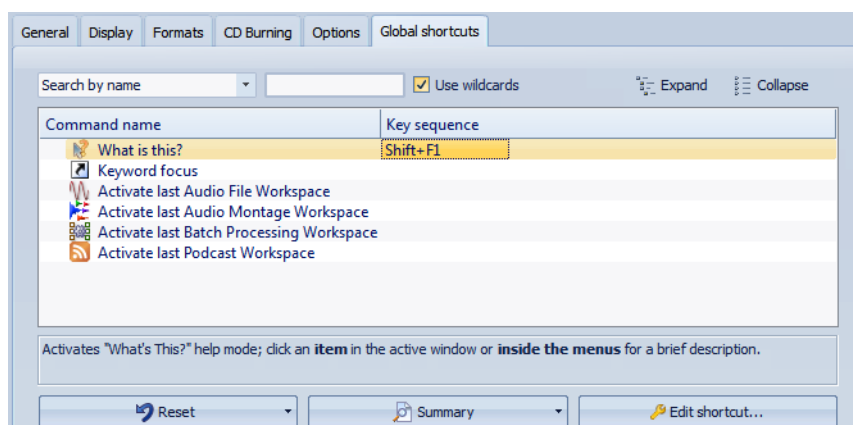 General Display Formats CD Burning Options Global shortcuts
Search by name Use wildcards Expand Collapse
Command name Key sequence
What is this? Shift+F1
Keyword focus
Activate last Audio File Workspace
Activate last Audio Montage Workspace
Activate last Batch Processing Workspace
Activate last Podcast Workspace
Activates "What's This?" help mode; click an item in the active window or inside the menus for a brief description.
Reset Summary Edit shortcut...